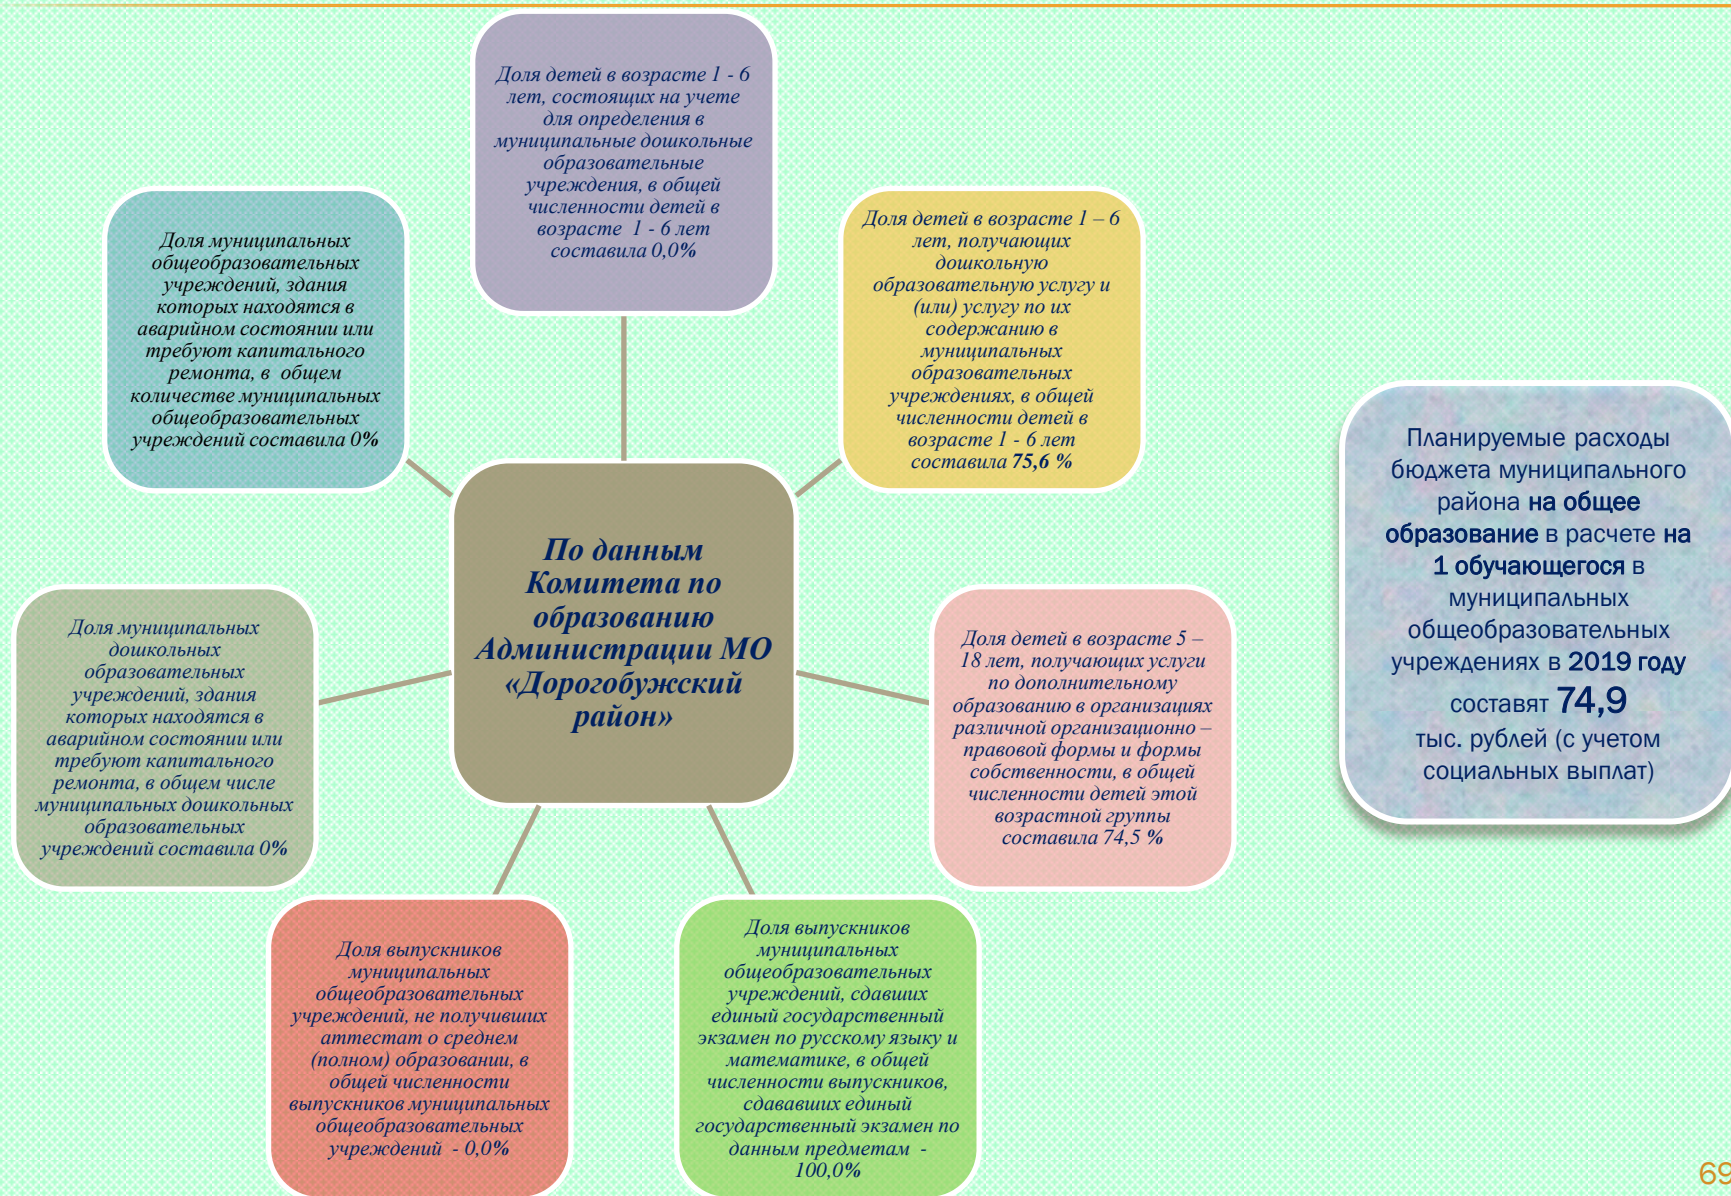 Доля детей в возрасте 1 - 6
лет, состоящих на учете
для определения в
муниципальные дошкольные
образовательные
учреждения, в общей
численности детей в
возрасте 1 - 6 лет
составила 0,0%
Доля детей в возрасте 1 – 6
лет, получающих
дошкольную
образовательную услугу и
(или) услугу по их
содержанию в
муниципальных
образовательных
учреждениях, в общей
численности детей в
возрасте 1 - 6 лет
составила 75,6 %
Доля детей в возрасте 5 –
18 лет, получающих услуги
по дополнительному
образованию в организациях
различной организационно –
правовой формы и формы
собственности, в общей
численности детей этой
возрастной группы
составила 74,5 %
Доля выпускников
муниципальных
общеобразовательных
учреждений, сдавших
единый государственный
экзамен по русскому языку и
математике, в общей
численности выпускников,
сдававших единый
государственный экзамен по
данным предметам -
100,0%
Доля выпускников
муниципальных
общеобразовательных
учреждений, не получивших
аттестат о среднем
(полном) образовании, в
общей численности
выпускников муниципальных
общеобразовательных
учреждений - 0,0%
Доля муниципальных
дошкольных
образовательных
учреждений, здания
которых находятся в
аварийном состоянии или
требуют капитального
ремонта, в общем числе
муниципальных дошкольных
образовательных
учреждений составила 0%
Доля муниципальных
общеобразовательных
учреждений, здания
которых находятся в
аварийном состоянии или
требуют капитального
ремонта, в общем
количестве муниципальных
общеобразовательных
учреждений составила 0%
По данным
Комитета по
образованию
Администрации МО
«Дорогобужский
район»
Планируемые расходы
бюджета муниципального
района на общее
образование в расчете на
1 обучающегося в
муниципальных
общеобразовательных
учреждениях в 2019 году
составят 74,9
тыс. рублей (с учетом
социальных выплат)
69